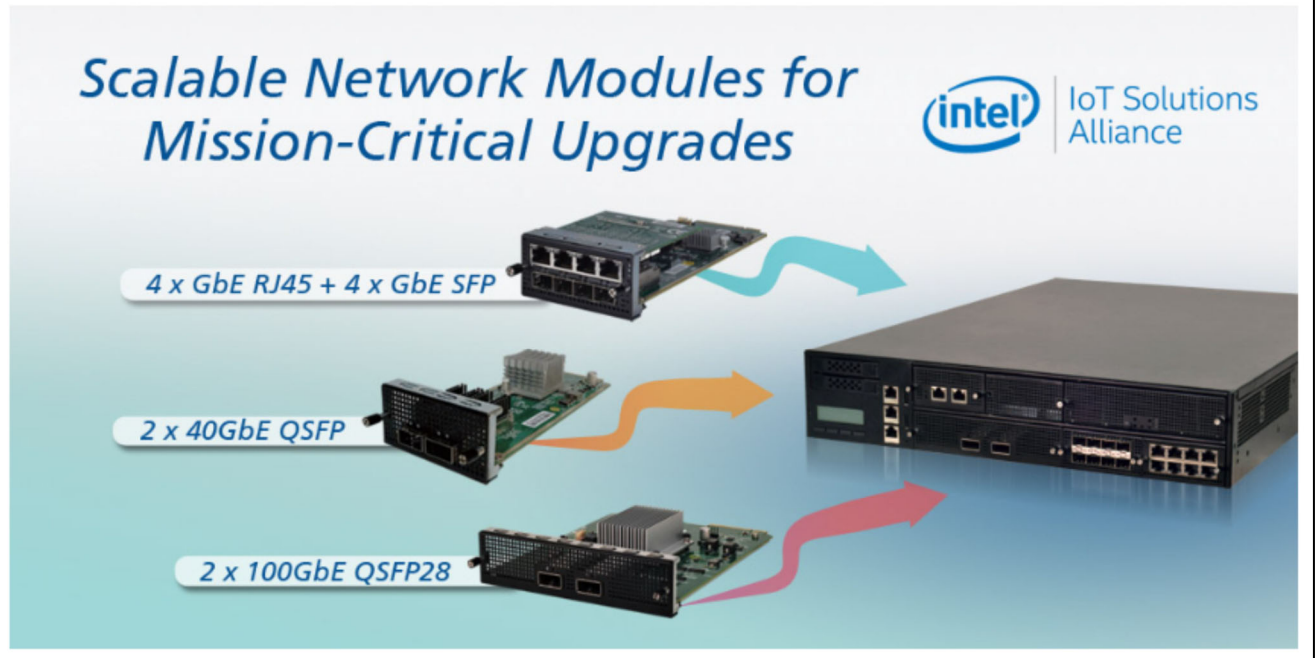 Scalable Network Modules for
Mission-Critical Upgrades
intel
IoT Solutions
Alliance
4 x GbE RJ45 + 4 x GbE SFP
2 x 40GbE QSFP
2 x 100GbE QSFP28